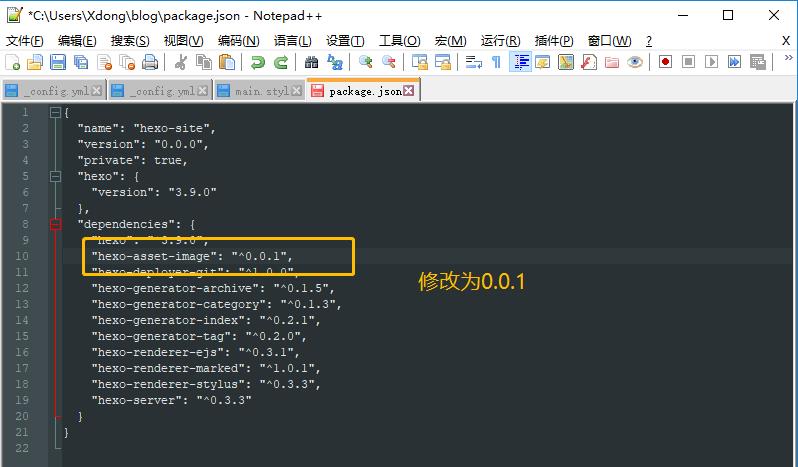 *C:\Users\Xdong\blog\package.json - Notepad++
文件(F) 编辑(E) 搜索(S) 视图(V) 编码(N) 语言(L) 设置(T) 工具(O) 宏(M) 运行(R) 插件(P) 窗口(W) ? X
_config.yml _config.yml main.styl package.json
1 {
2 "name": "hexo-site",
3 "version": "0.0.0",
4 "private": true,
5 "hexo": {
6 "version": "3.9.0"
7 },
8 "dependencies": {
9 "hexo": "^3.9.0",
10 "hexo-asset-image": "^0.0.1",
11 "hexo-deployer-git": "^1.0.0",
修改为0.0.1
12 "hexo-generator-archive": "^0.1.5",
13 "hexo-generator-category": "^0.1.3",
14 "hexo-generator-index": "^0.2.1",
15 "hexo-generator-tag": "^0.2.0",
16 "hexo-renderer-ejs": "^0.3.1",
17 "hexo-renderer-marked": "^1.0.1",
18 "hexo-renderer-stylus": "^0.3.3",
19 "hexo-server": "^0.3.3"
20 }
21 }
22